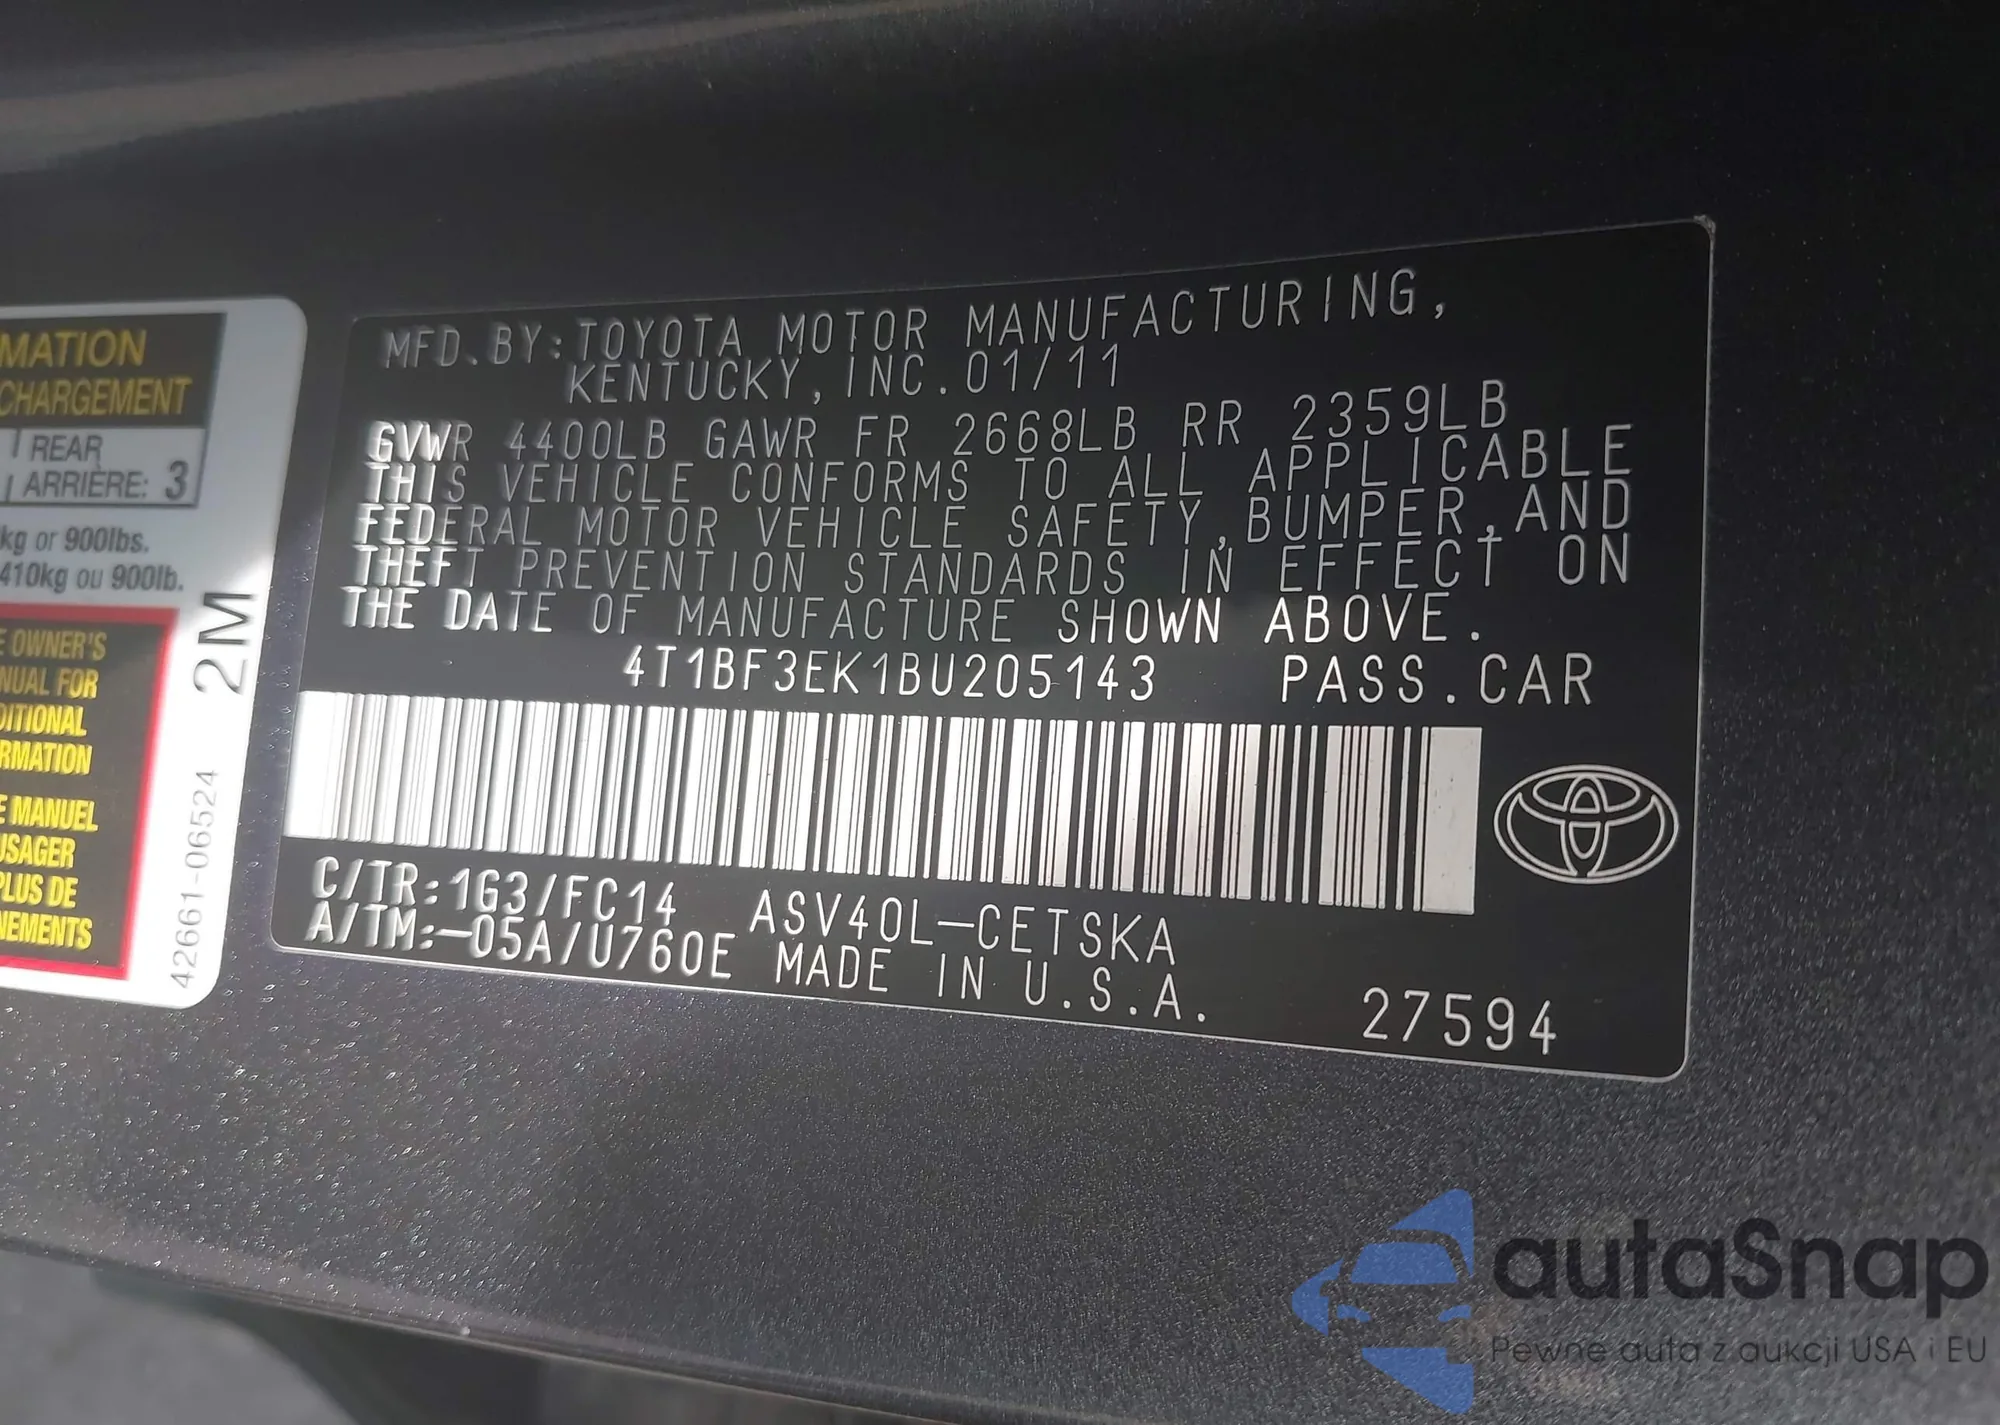 MATION
CHARGEMENT
REAR
ARRIÈRE: 3
kg or 900lbs.
410kg ou 900lb.
E OWNER'S
NUAL FOR
DITIONAL
RMATION
E MANUEL
USAGER
PLUS DE
NEMENTS
2M
42661-06524
MFD. BY: TOYOTA MOTOR MANUFACTURING,
KENTUCKY, INC. 01/11
GVWR 4400LB GAWR FR 2668LB RR 2359LB
THIS VEHICLE CONFORMS TO ALL APPLICABLE
FEDERAL MOTOR VEHICLE SAFETY, BUMPER, AND
THEFT PREVENTION STANDARDS IN EFFECT ON
THE DATE OF MANUFACTURE SHOWN ABOVE.
4T1BF3EK1BU205143 PASS. CAR
C/TR: 1G3/FC14 ASV40L-CETSKA
A/TM: -05A/U760E MADE IN U.S.A. 27594
autaSnap
Pewne auta z aukcji USA i EU